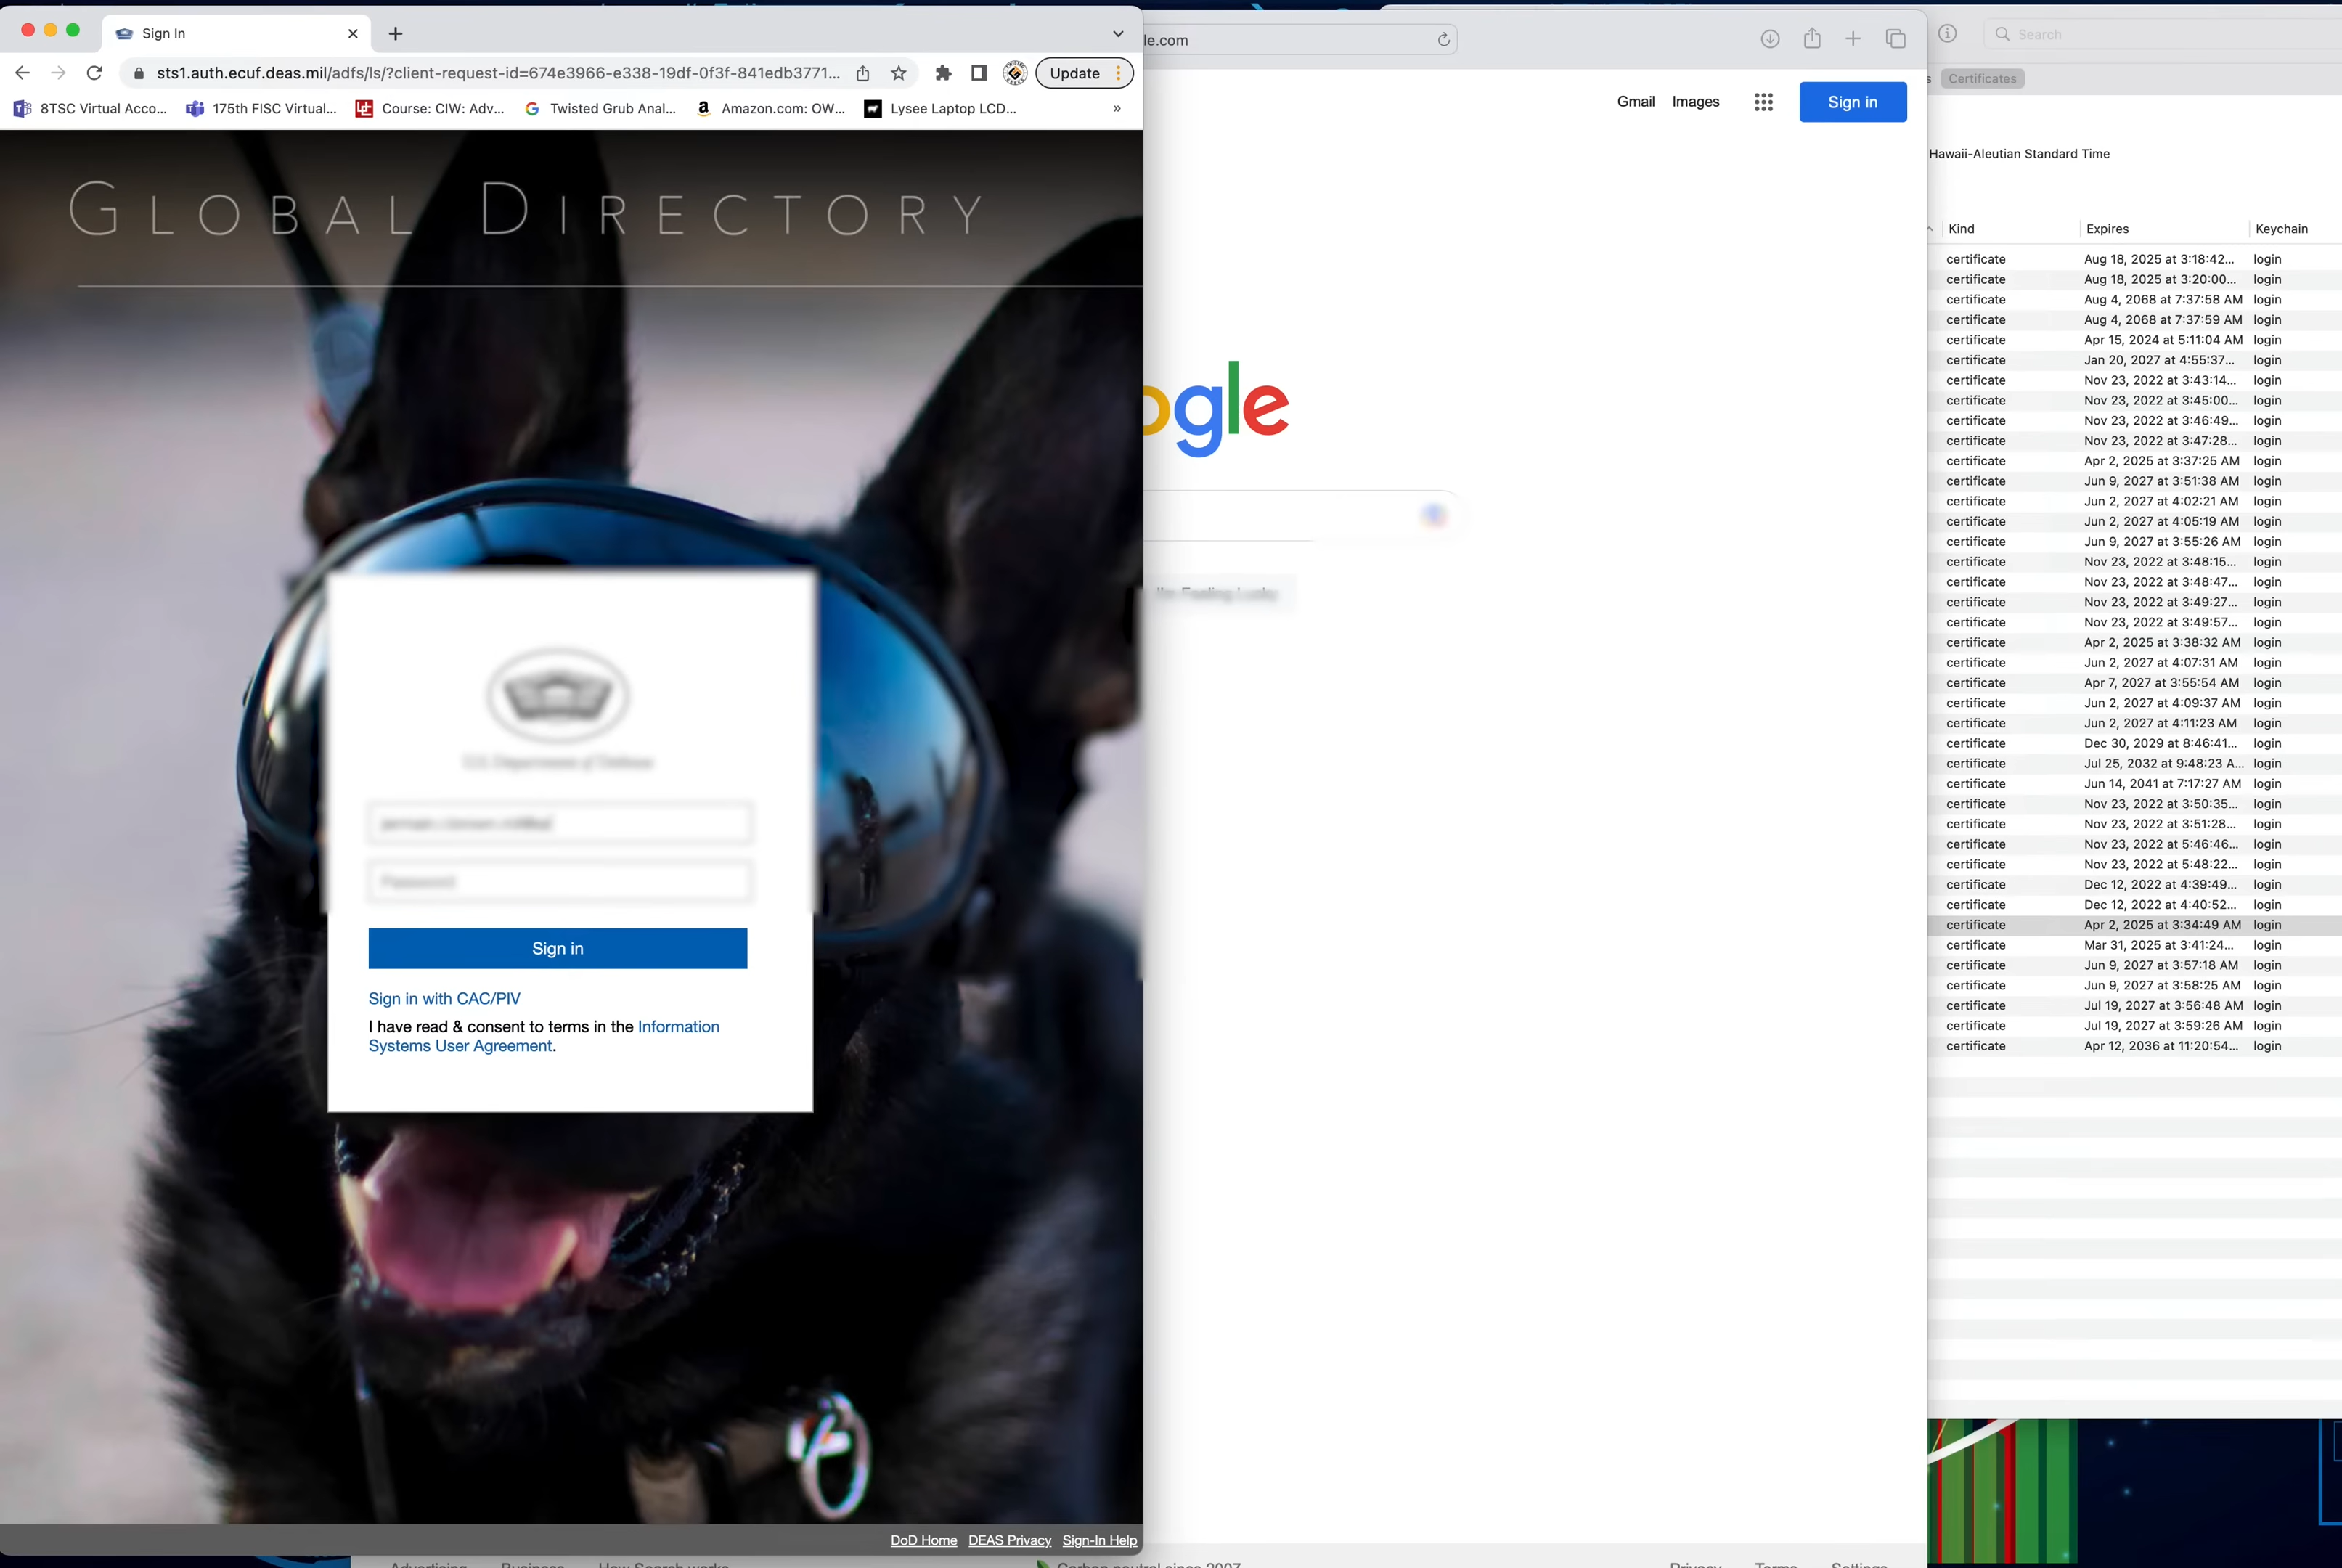 Sign In
sts1.auth.ecuf.deas.mil/adfs/ls/?client-request-id=674e3966-e338-19df-0f3f-841edb3771...
Update
8TSC Virtual Acco...
175th FISC Virtual...
Course: CIW: Adv...
Twisted Grub Anal...
Amazon.com: OW...
Lysee Laptop LCD...
»
GLOBAL DIRECTORY
U.S. Department of Defense
Password
Sign in
Sign in with CAC/PIV
I have read & consent to terms in the Information
Systems User Agreement.
DoD Home DEAS Privacy Sign-In Help
le.com
Gmail Images
Sign in
ogle
I'm Feeling Lucky
Advertising Business How Search works
Carbon neutral since 2007
Privacy Terms Settings
Search
s Certificates
Hawaii-Aleutian Standard Time
Kind Expires Keychain
certificate Aug 18, 2025 at 3:18:42... login
certificate Aug 18, 2025 at 3:20:00... login
certificate Aug 4, 2068 at 7:37:58 AM login
certificate Aug 4, 2068 at 7:37:59 AM login
certificate Apr 15, 2024 at 5:11:04 AM login
certificate Jan 20, 2027 at 4:55:37... login
certificate Nov 23, 2022 at 3:43:14... login
certificate Nov 23, 2022 at 3:45:00... login
certificate Nov 23, 2022 at 3:46:49... login
certificate Nov 23, 2022 at 3:47:28... login
certificate Apr 2, 2025 at 3:37:25 AM login
certificate Jun 9, 2027 at 3:51:38 AM login
certificate Jun 2, 2027 at 4:02:21 AM login
certificate Jun 2, 2027 at 4:05:19 AM login
certificate Jun 9, 2027 at 3:55:26 AM login
certificate Nov 23, 2022 at 3:48:15... login
certificate Nov 23, 2022 at 3:48:47... login
certificate Nov 23, 2022 at 3:49:27... login
certificate Nov 23, 2022 at 3:49:57... login
certificate Apr 2, 2025 at 3:38:32 AM login
certificate Jun 2, 2027 at 4:07:31 AM login
certificate Apr 7, 2027 at 3:55:54 AM login
certificate Jun 2, 2027 at 4:09:37 AM login
certificate Jun 2, 2027 at 4:11:23 AM login
certificate Dec 30, 2029 at 8:46:41... login
certificate Jul 25, 2032 at 9:48:23 A... login
certificate Jun 14, 2041 at 7:17:27 AM login
certificate Nov 23, 2022 at 3:50:35... login
certificate Nov 23, 2022 at 3:51:28... login
certificate Nov 23, 2022 at 5:46:46... login
certificate Nov 23, 2022 at 5:48:22... login
certificate Dec 12, 2022 at 4:39:49... login
certificate Dec 12, 2022 at 4:40:52... login
certificate Apr 2, 2025 at 3:34:49 AM login
certificate Mar 31, 2025 at 3:41:24... login
certificate Jun 9, 2027 at 3:57:18 AM login
certificate Jun 9, 2027 at 3:58:25 AM login
certificate Jul 19, 2027 at 3:56:48 AM login
certificate Jul 19, 2027 at 3:59:26 AM login
certificate Apr 12, 2036 at 11:20:54... login